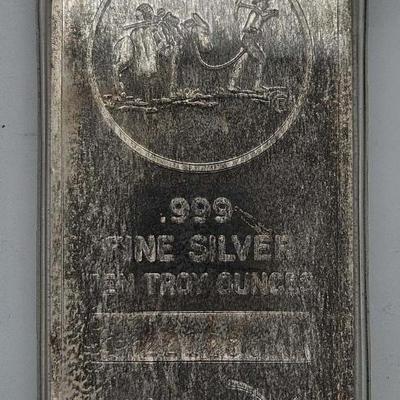 .999
FINE SILVER
TEN TROY OUNCES